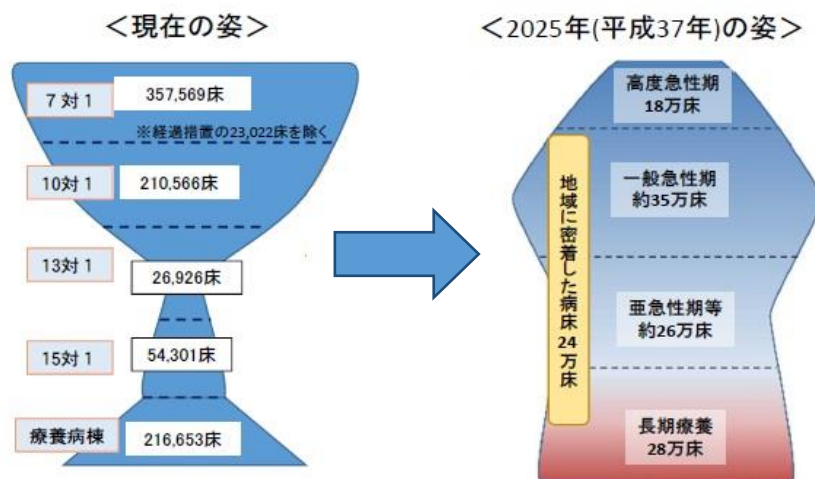 ＜現在の姿＞
7対1
357,569床
※経過措置の23,022床を除く
10対1
210,566床
13対1
26,926床
15対1
54,301床
療養病棟
216,653床
＜2025年(平成37年)の姿＞
高度急性期
18万床
一般急性期
約35万床
亜急性期等
約26万床
長期療養
28万床
地域に密着した病床24万床